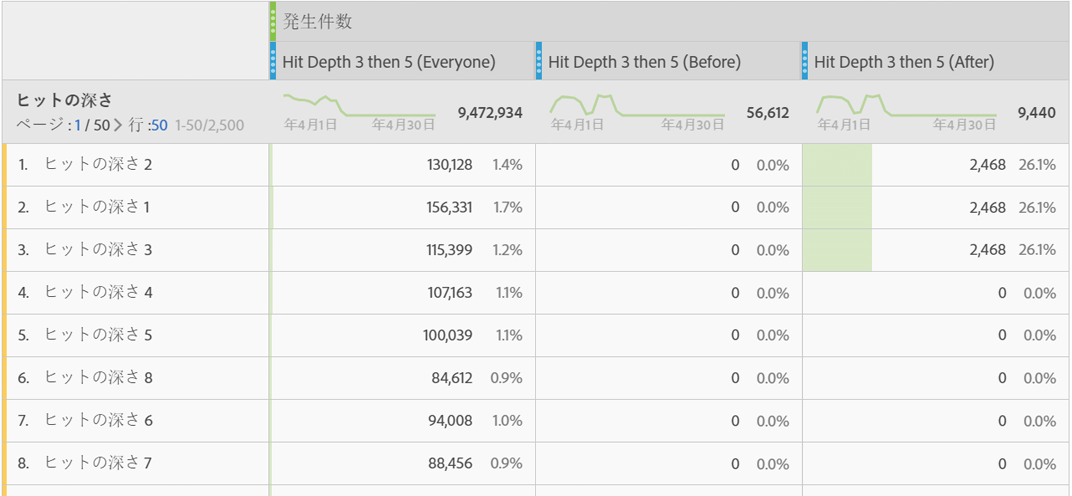 発生件数
Hit Depth 3 then 5 (Everyone) Hit Depth 3 then 5 (Before) Hit Depth 3 then 5 (After)
ヒットの深さ
ページ : 1 / 50 > 行 : 50 1-50/2,500
年4月1日 年4月30日 9,472,934 年4月1日 年4月30日 56,612 年4月1日 年4月30日 9,440
1. ヒットの深さ 2 130,128 1.4% 0 0.0% 2,468 26.1%
2. ヒットの深さ 1 156,331 1.7% 0 0.0% 2,468 26.1%
3. ヒットの深さ 3 115,399 1.2% 0 0.0% 2,468 26.1%
4. ヒットの深さ 4 107,163 1.1% 0 0.0% 0 0.0%
5. ヒットの深さ 5 100,039 1.1% 0 0.0% 0 0.0%
6. ヒットの深さ 8 84,612 0.9% 0 0.0% 0 0.0%
7. ヒットの深さ 6 94,008 1.0% 0 0.0% 0 0.0%
8. ヒットの深さ 7 88,456 0.9% 0 0.0% 0 0.0%